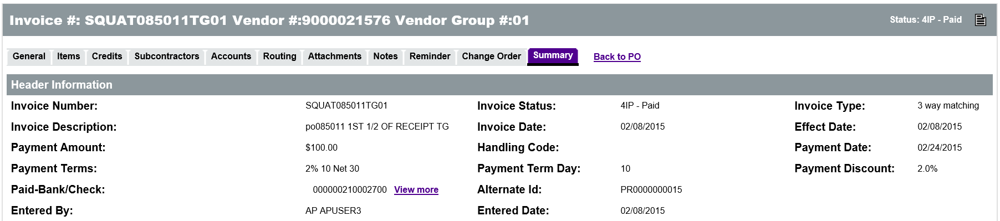 Invoice #: SQUAT085011TG01 Vendor #:9000021576 Vendor Group #:01 Status: 4IP - Paid
General Items Credits Subcontractors Accounts Routing Attachments Notes Reminder Change Order Summary Back to PO
Header Information
Invoice Number: SQUAT085011TG01 Invoice Status: 4IP - Paid Invoice Type: 3 way matching
Invoice Description: po085011 1ST 1/2 OF RECEIPT TG Invoice Date: 02/08/2015 Effect Date: 02/08/2015
Payment Amount: $100.00 Handling Code: Payment Date: 02/24/2015
Payment Terms: 2% 10 Net 30 Payment Term Day: 10 Payment Discount: 2.0%
Paid-Bank/Check: 000000210002700 View more Alternate Id: PR0000000015
Entered By: AP APUSER3 Entered Date: 02/08/2015